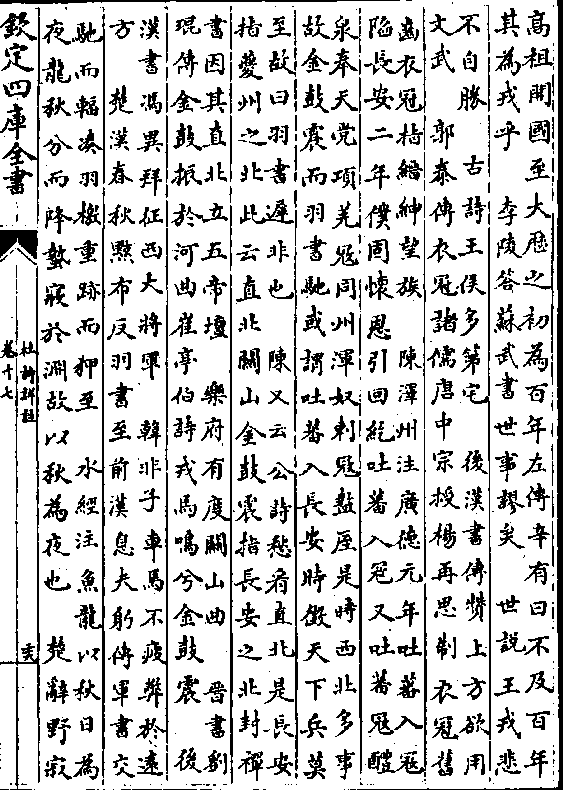 高祖開國至大歷之初為百年左傳辛有曰不及百年
其為戎乎　李陵答蘇武書世事謬矣　世說王戎悲
不自勝　古詩王侯多第宅　後漢書傳贊上方欲用
文武　郭泰傳衣冠諸儒唐中宗授楊再思制衣冠舊
齒衣冠指縉紳望族　陳澤州注廣德元年吐蕃入寇
陷長安二年僕固懷恩引回紇吐蕃入寇又吐蕃寇醴
泉奉天党項羌寇同州渾奴剌寇盩厔是時西北多事
故金鼓震而羽書馳或謂吐蕃入長安時徵天下兵莫
至故曰羽書遲非也　陳又云公詩愁看直北是長安
指夔州之北此云直北關山金鼓震指長安之北封禪
書因其直北立五帝壇　樂府有度關山曲　晉書劉
琨傳金鼓振於河曲崔亭伯詩戎馬鳴兮金鼓震　後
漢書馮異拜征西大將軍　韓非子車馬不疲弊於遠
方　楚漢春秋黥布反羽書至前漢息夫躬傳軍書交
馳而輻湊羽檄重跡而狎至　水經注魚龍以秋日為
夜龍秋分而降蟄寢於淵故以秋為夜也　楚辭野寂
欽定四庫全書
杜詩詳註
卷十七